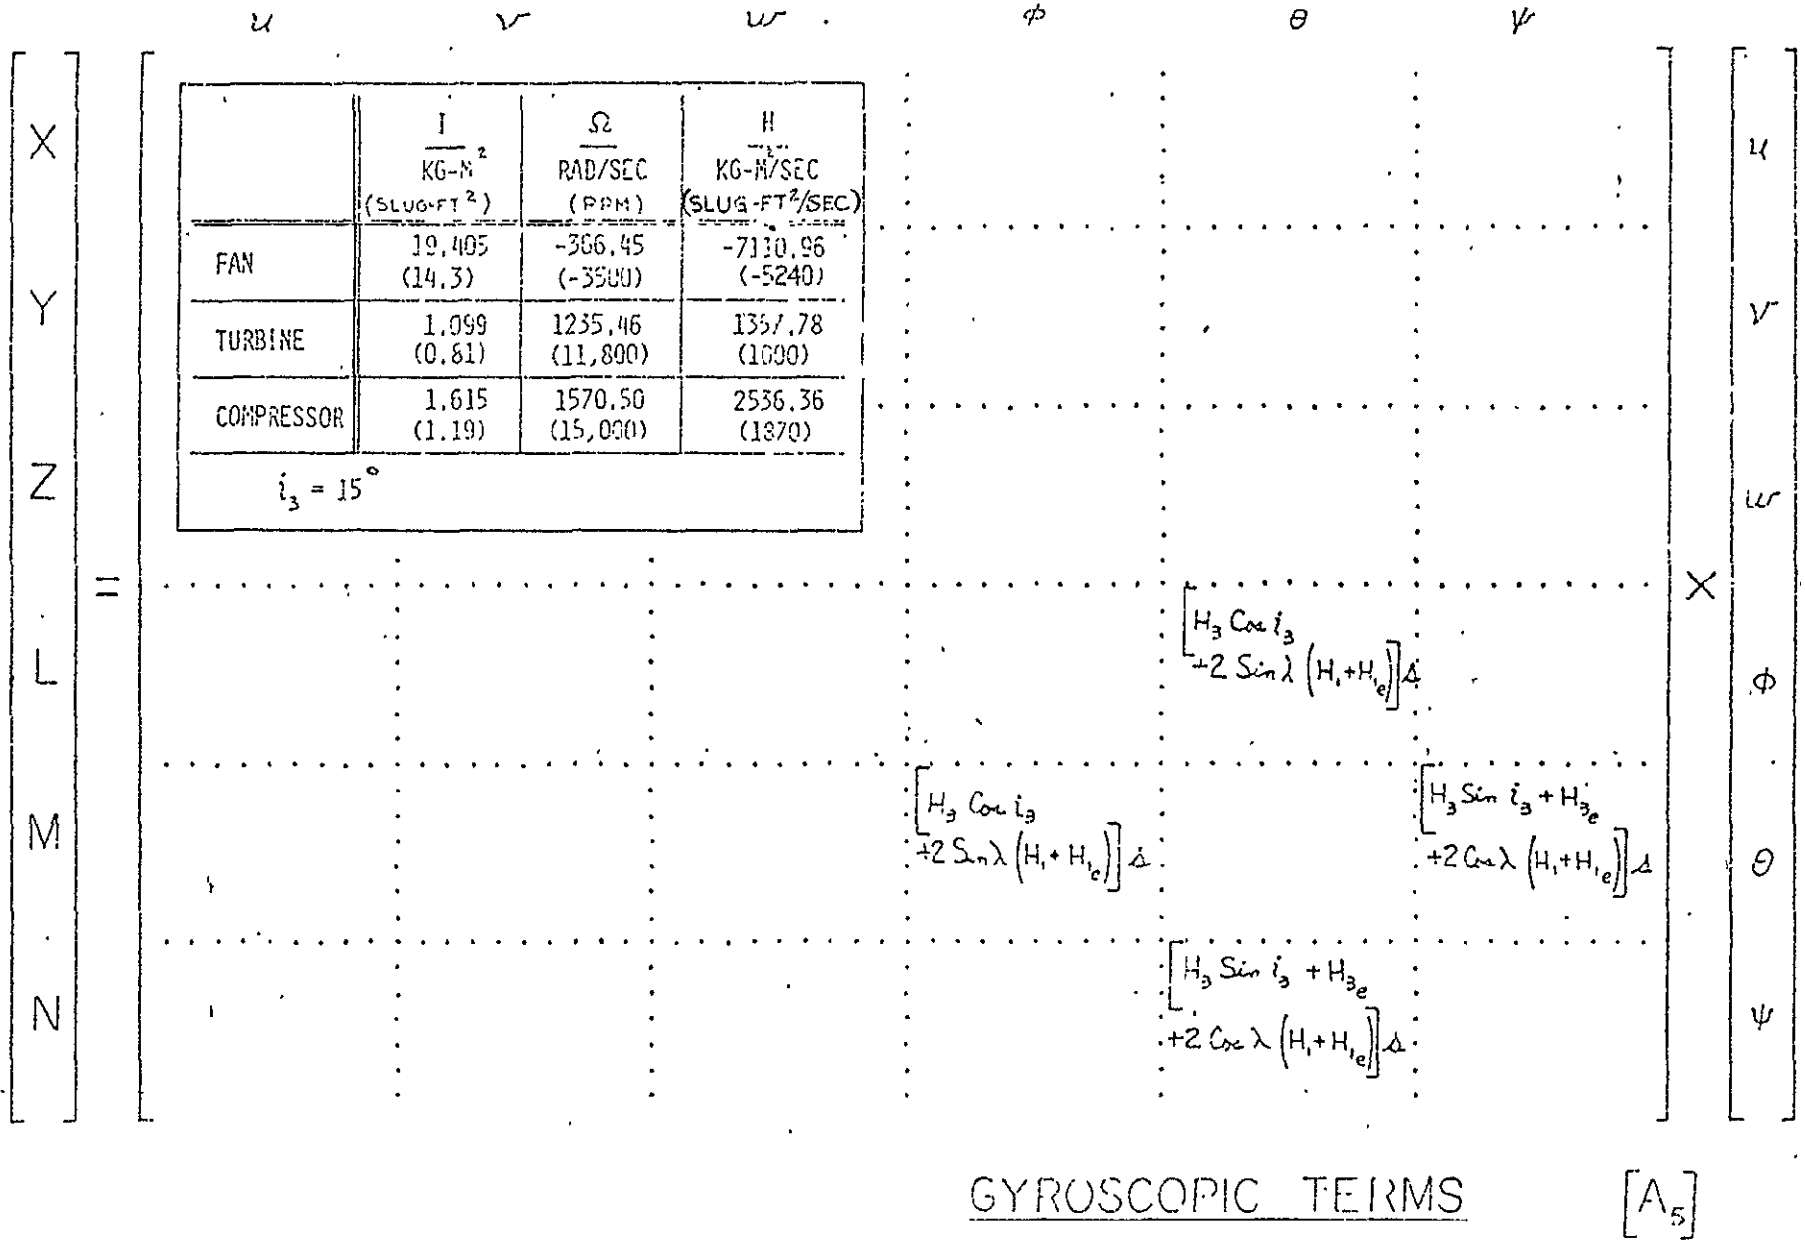 u v w φ θ ψ
X
Y
Z
L
M
N
=
I Ω H
KG-M² RAD/SEC KG-M²/SEC
(SLUG-FT²) (RPM) (SLUG-FT²/SEC)
FAN 19.405 -366.45 -7110.96
(14.3) (-3500) (-5240)
TURBINE 1.099 1235.46 1357.78
(0.81) (11,800) (1000)
COMPRESSOR 1.615 1570.50 2536.36
(1.19) (15,000) (1870)
i₃ = 15°
[H₃ Cos i₃
+2 Sin λ (H₁+H₁ₑ)]s
[H₃ Cos i₃
+2 Sin λ (H₁+H₁ₑ)]s
[H₃ Sin i₃ + H₃ₑ
+2 Cos λ (H₁+H₁ₑ)]s
[H₃ Sin i₃ + H₃ₑ
+2 Cos λ (H₁+H₁ₑ)]s
×
u
v
w
φ
θ
ψ
GYROSCOPIC TERMS [A₅]